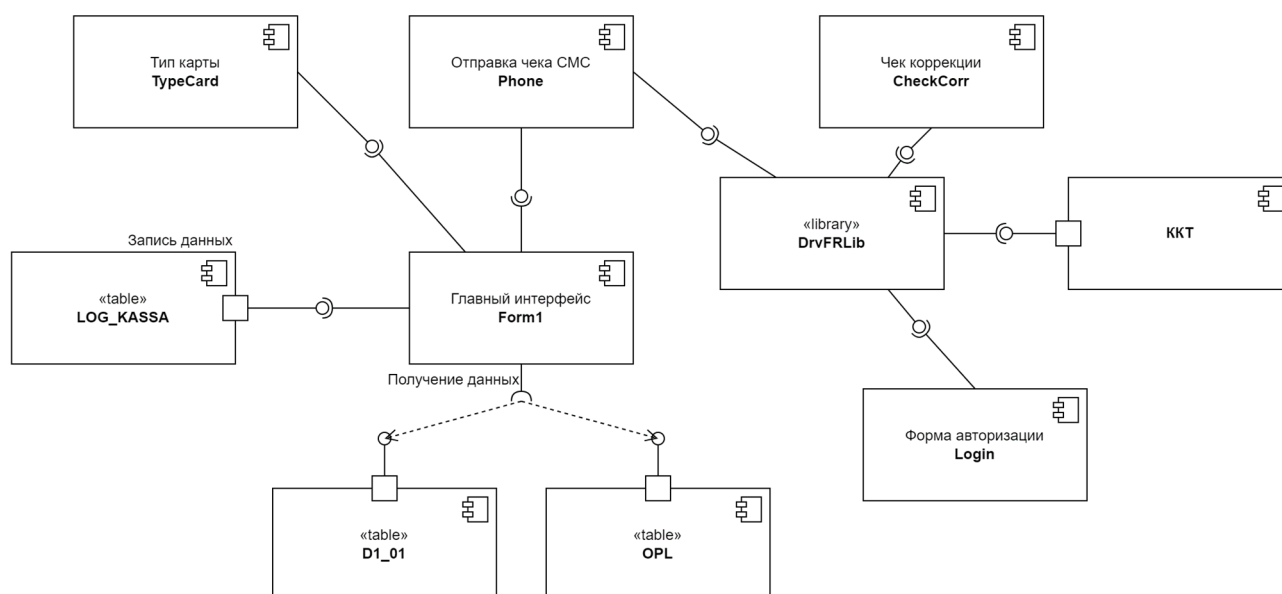 Тип карты
TypeCard
Отправка чека СМС
Phone
Чек коррекции
CheckCorr
«library»
DrvFRLib
ККТ
Запись данных
«table»
LOG_KASSA
Главный интерфейс
Form1
Получение данных
Форма авторизации
Login
«table»
D1_01
«table»
OPL